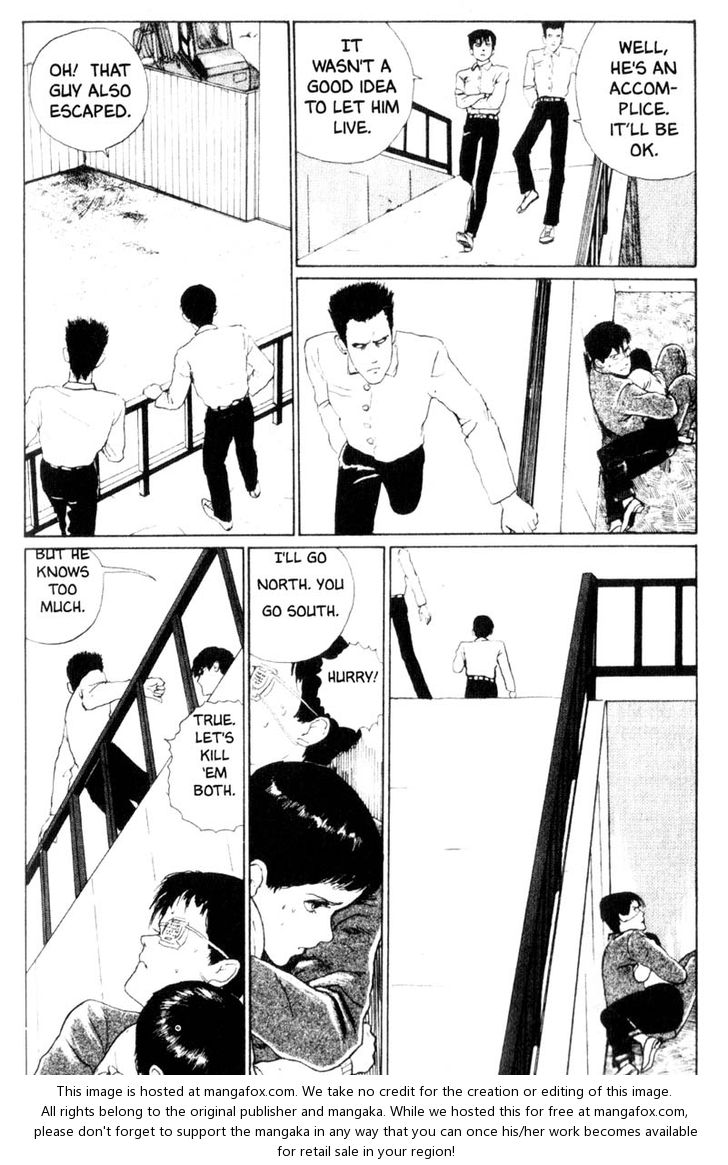 OH! THAT
GUY ALSO
ESCAPED.
IT
WASN'T A
GOOD IDEA
TO LET HIM
LIVE.
WELL,
HE'S AN
ACCOM-
PLICE.
IT'LL BE
OK.
BUT HE
KNOWS
TOO
MUCH.
TRUE.
LET'S
KILL
'EM
BOTH.
I'LL GO
NORTH. YOU
GO SOUTH.
HURRY!
This image is hosted at mangafox.com. We take no credit for the creation or editing of this image.
All rights belong to the original publisher and mangaka. While we hosted this for free at mangafox.com,
please don't forget to support the mangaka in any way that you can once his/her work becomes available
for retail sale in your region!